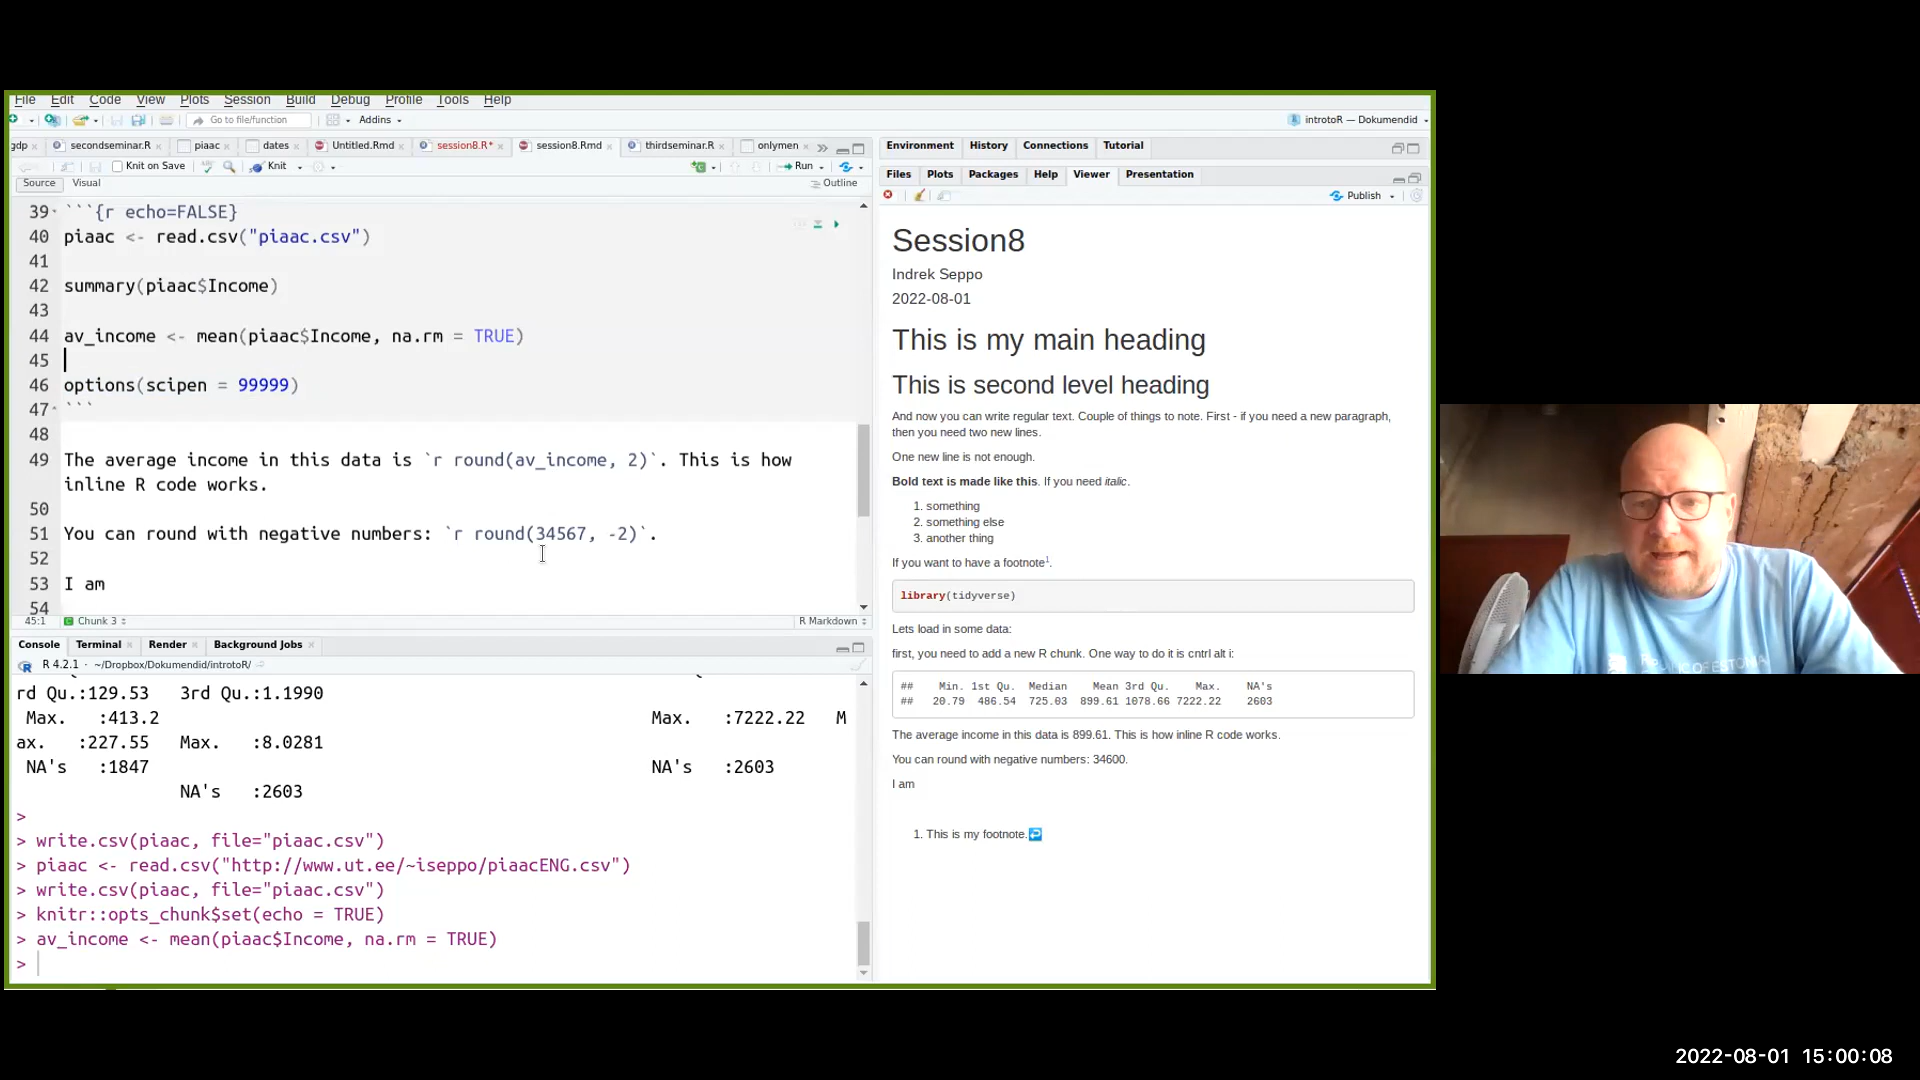 File Edit Code View Plots Session Build Debug Profile Tools Help
Go to file/function Addins introtoR — Dokumendid
gdp secondseminar.R piaac dates Untitled.Rmd session8.R* session8.Rmd thirdseminar.R onlymen
Knit on Save Knit Run
Source Visual Outline
39 ```{r echo=FALSE}
40 piaac <- read.csv("piaac.csv")
41
42 summary(piaac$Income)
43
44 av_income <- mean(piaac$Income, na.rm = TRUE)
45
46 options(scipen = 99999)
47 ```
48
49 The average income in this data is `r round(av_income, 2)`. This is how
inline R code works.
50
51 You can round with negative numbers: `r round(34567, -2)`.
52
53 I am
54
45:1 Chunk 3 R Markdown
Console Terminal Render Background Jobs
R 4.2.1 · ~/Dropbox/Dokumendid/introtoR/
rd Qu.:129.53 3rd Qu.:1.1990
Max. :413.2 Max. :7222.22 M
ax. :227.55 Max. :8.0281
NA's :1847 NA's :2603
NA's :2603
>
> write.csv(piaac, file="piaac.csv")
> piaac <- read.csv("http://www.ut.ee/~iseppo/piaacENG.csv")
> write.csv(piaac, file="piaac.csv")
> knitr::opts_chunk$set(echo = TRUE)
> av_income <- mean(piaac$Income, na.rm = TRUE)
>
Environment History Connections Tutorial
Files Plots Packages Help Viewer Presentation
Publish
Session8
Indrek Seppo
2022-08-01
This is my main heading
This is second level heading
And now you can write regular text. Couple of things to note. First - if you need a new paragraph,
then you need two new lines.
One new line is not enough.
Bold text is made like this. If you need italic.
1. something
2. something else
3. another thing
If you want to have a footnote1.
library(tidyverse)
Lets load in some data:
first, you need to add a new R chunk. One way to do it is cntrl alt i:
## Min. 1st Qu. Median Mean 3rd Qu. Max. NA's
## 20.79 486.54 725.03 899.61 1078.66 7222.22 2603
The average income in this data is 899.61. This is how inline R code works.
You can round with negative numbers: 34600.
I am
1. This is my footnote.↩
2022-08-01 15:00:08